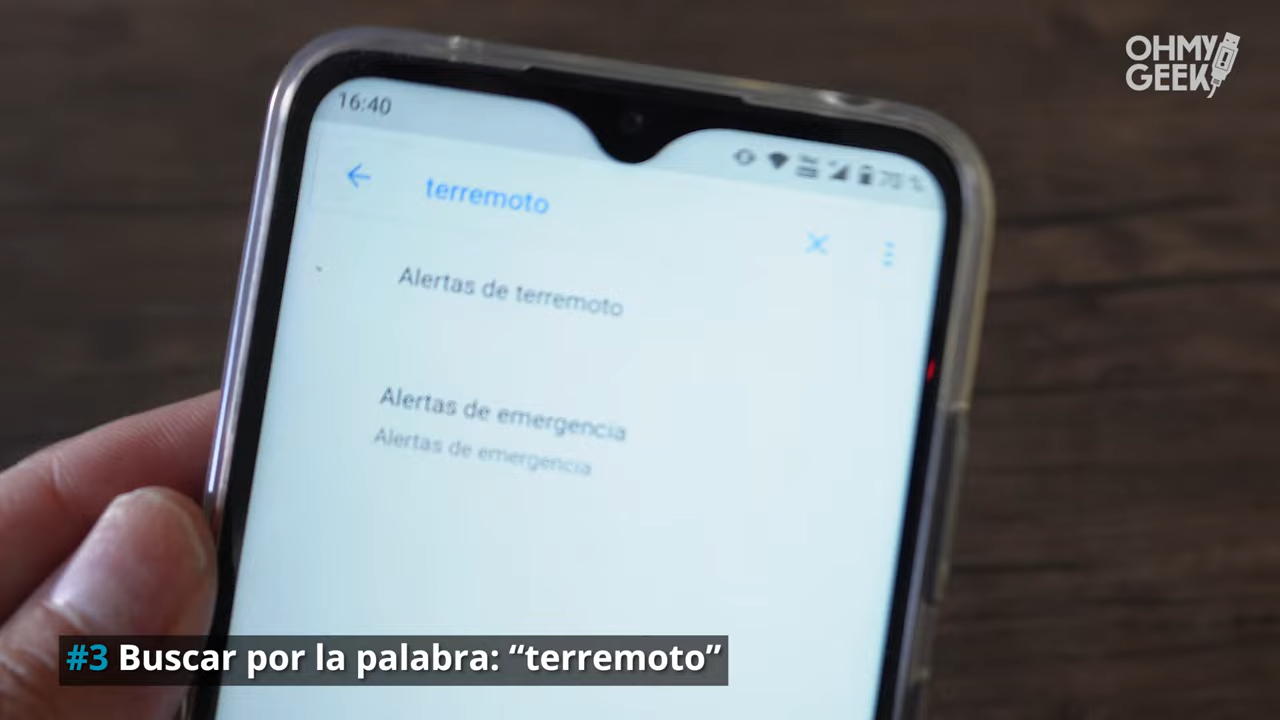 OHMY
GEEK
16:40
70 %
terremoto
Alertas de terremoto
Alertas de emergencia
Alertas de emergencia
#3 Buscar por la palabra: “terremoto”